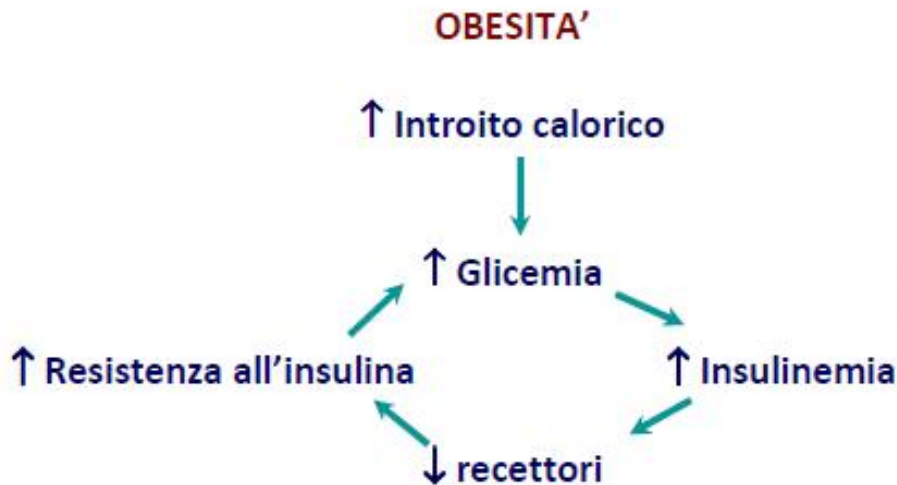 OBESITA’
↑ Introito calorico
↑ Glicemia
↑ Resistenza all’insulina
↑ Insulinemia
↓ recettori